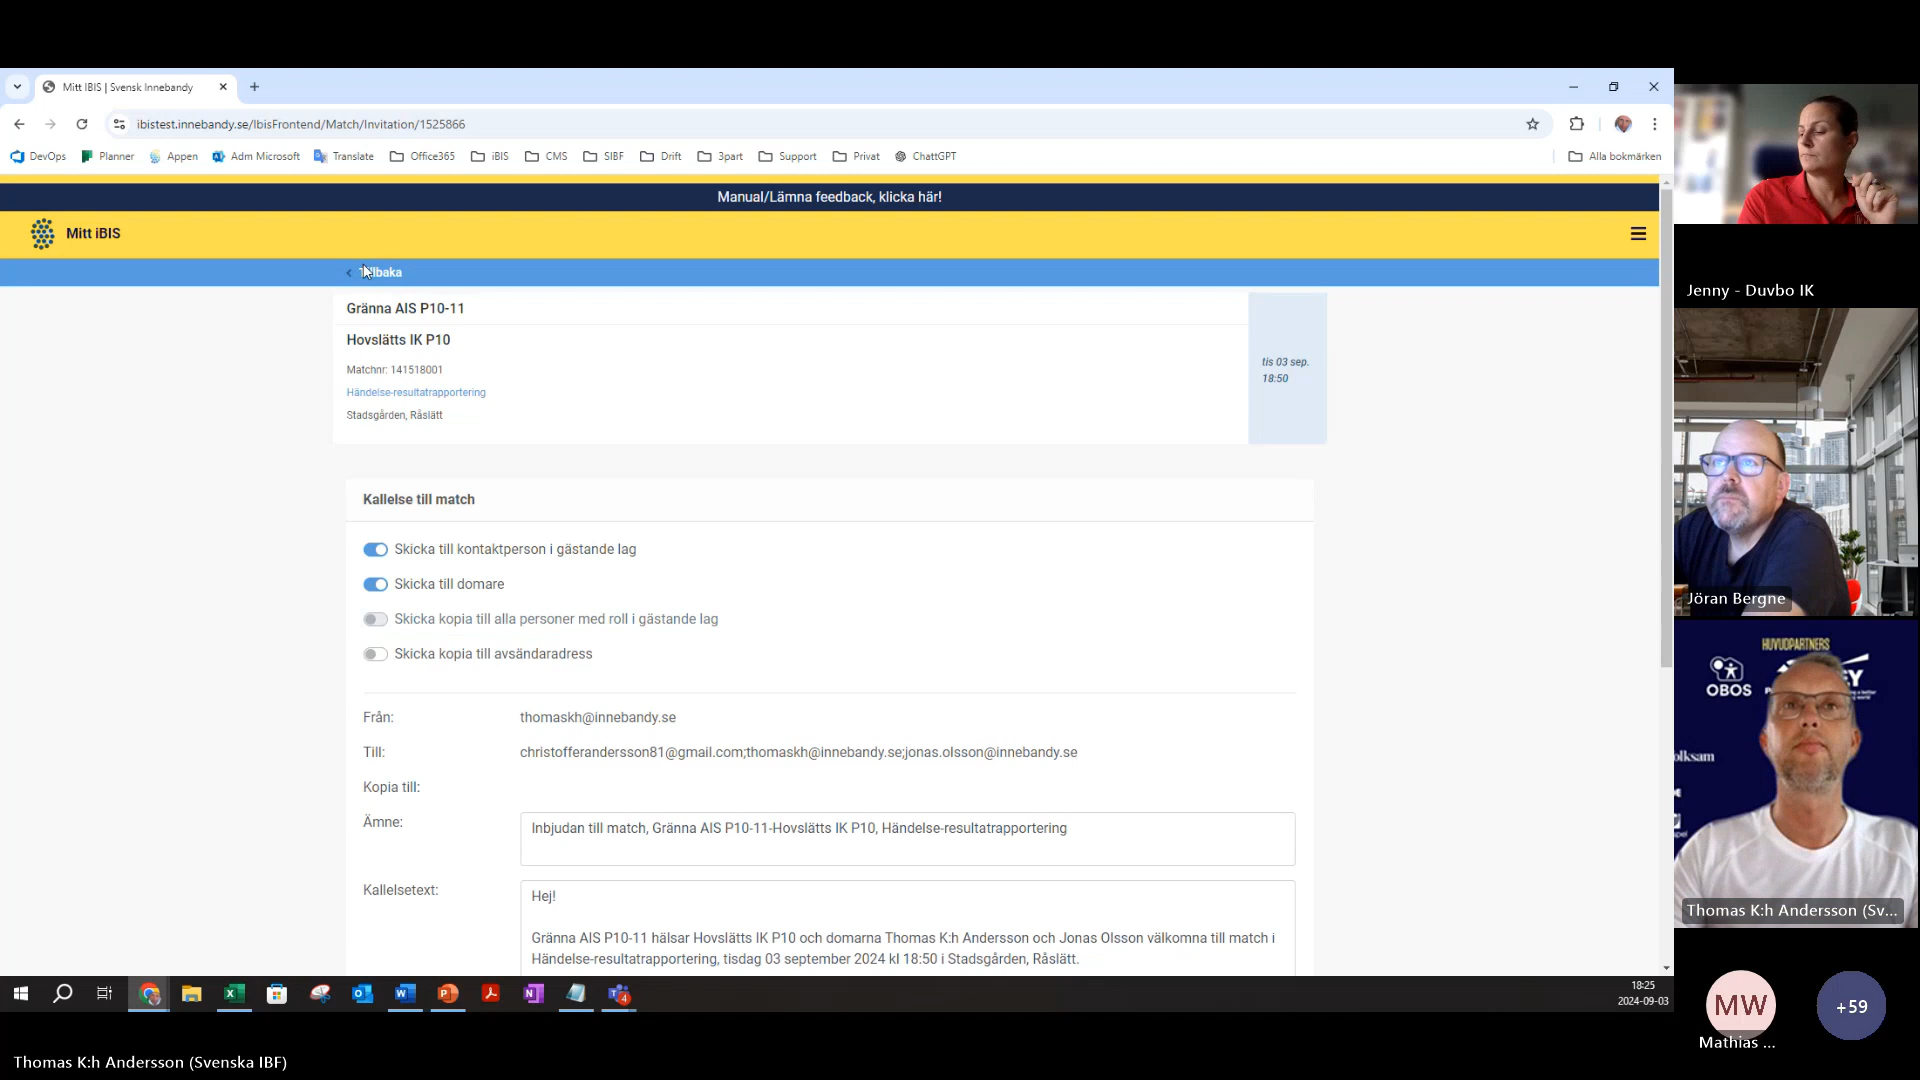 Mitt IBIS | Svensk Innebandy
ibistest.innebandy.se/IbisFrontend/Match/Invitation/1525866
DevOps Planner Appen Adm Microsoft Translate Office365 iBIS CMS SIBF Drift 3part Support Privat ChatGPT Alla bokmärken
Manual/Lämna feedback, klicka här!
Mitt iBIS
Tillbaka
Gränna AIS P10-11
Hovslätts IK P10
Matchnr: 141518001
Händelse-resultatrapportering
Stadsgården, Råslätt
tis 03 sep.
18:50
Kallelse till match
Skicka till kontaktperson i gästande lag
Skicka till domare
Skicka kopia till alla personer med roll i gästande lag
Skicka kopia till avsändaradress
Från: thomaskh@innebandy.se
Till: christofferandersson81@gmail.com;thomaskh@innebandy.se;jonas.olsson@innebandy.se
Kopia till:
Ämne: Inbjudan till match, Gränna AIS P10-11-Hovslätts IK P10, Händelse-resultatrapportering
Kallelsetext: Hej!
Gränna AIS P10-11 hälsar Hovslätts IK P10 och domarna Thomas K:h Andersson och Jonas Olsson välkomna till match i
Händelse-resultatrapportering, tisdag 03 september 2024 kl 18:50 i Stadsgården, Råslätt.
18:25
2024-09-03
4
Thomas K:h Andersson (Svenska IBF)
Jenny - Duvbo IK
Jöran Bergne
HUVUDPARTNERS
OBOS
EY
olksam
Thomas K:h Andersson (Sv...
MW
+59
Mathias ...